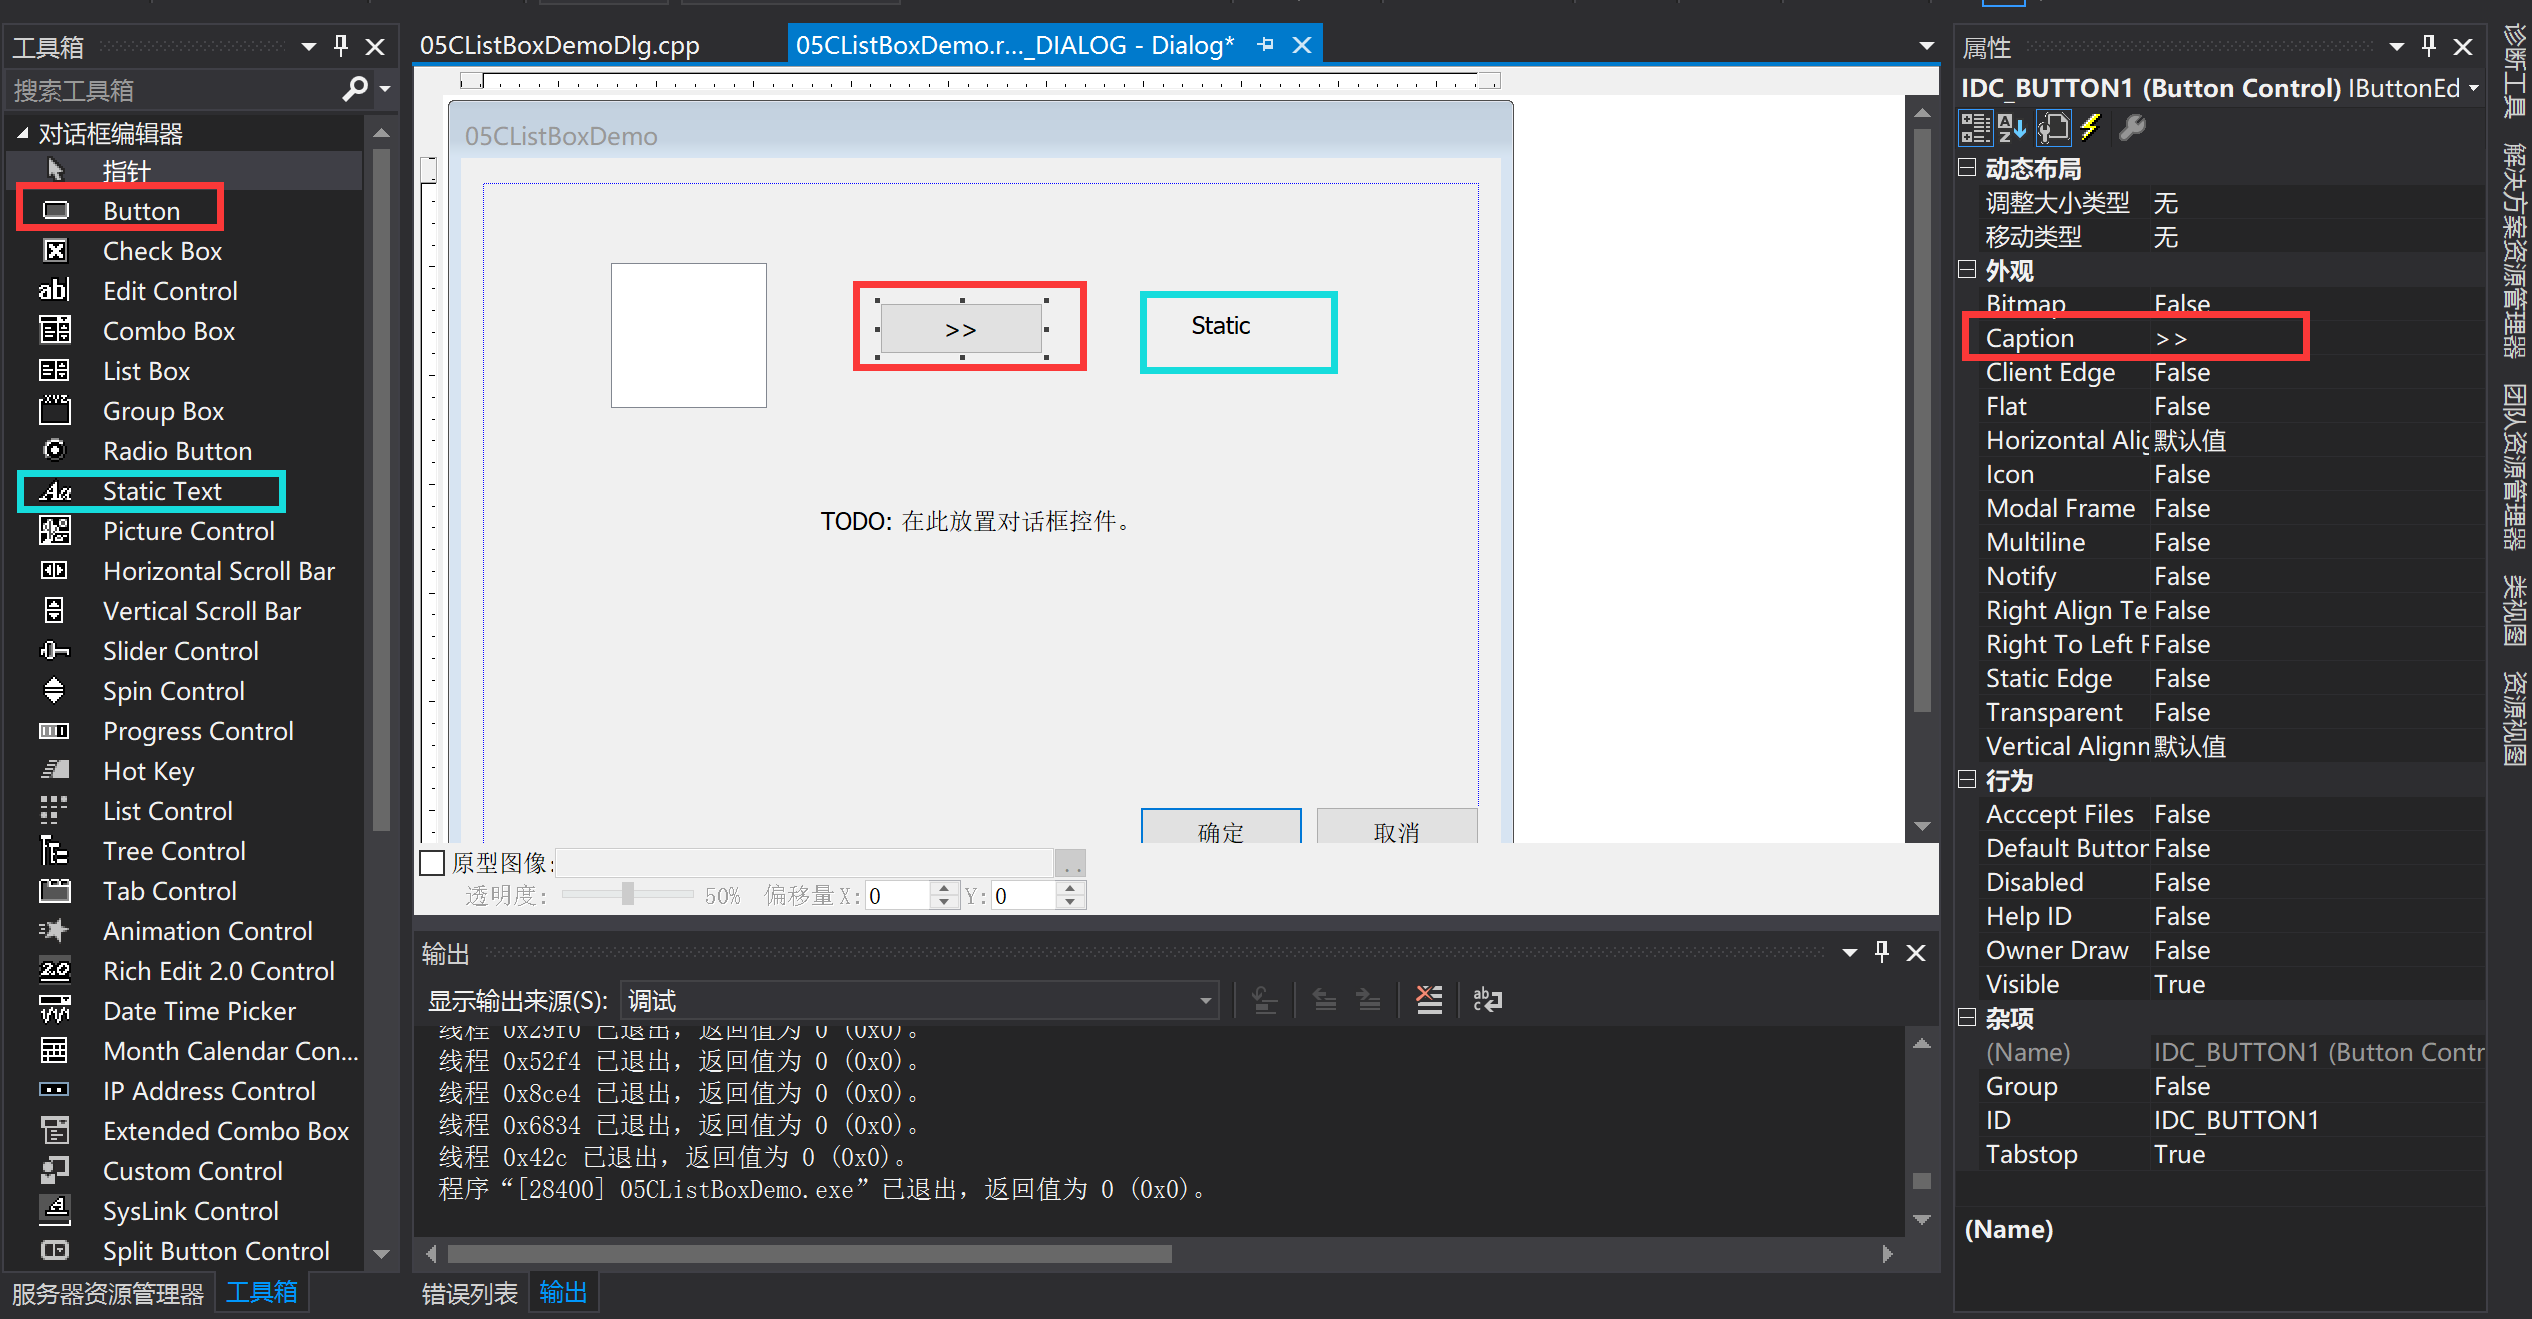 工具箱
搜索工具箱
对话框编辑器
指针
Button
Check Box
Edit Control
Combo Box
List Box
Group Box
Radio Button
Static Text
Picture Control
Horizontal Scroll Bar
Vertical Scroll Bar
Slider Control
Spin Control
Progress Control
Hot Key
List Control
Tree Control
Tab Control
Animation Control
Rich Edit 2.0 Control
Date Time Picker
Month Calendar Con...
IP Address Control
Extended Combo Box
Custom Control
SysLink Control
Split Button Control
服务器资源管理器 工具箱
05CListBoxDemoDlg.cpp 05CListBoxDemo.r..._DIALOG - Dialog*
05CListBoxDemo
>> Static
TODO: 在此放置对话框控件。
确定 取消
原型图像: ..
透明度: 50% 偏移量 X: 0 Y: 0
输出
显示输出来源(S): 调试
线程 0x29f0 已退出，返回值为 0 (0x0)。
线程 0x52f4 已退出，返回值为 0 (0x0)。
线程 0x8ce4 已退出，返回值为 0 (0x0)。
线程 0x6834 已退出，返回值为 0 (0x0)。
线程 0x42c 已退出，返回值为 0 (0x0)。
程序“[28400] 05CListBoxDemo.exe”已退出，返回值为 0 (0x0)。
错误列表 输出
属性
IDC_BUTTON1 (Button Control) IButtonEd
动态布局
调整大小类型 无
移动类型 无
外观
Bitmap False
Caption >>
Client Edge False
Flat False
Horizontal Alig 默认值
Icon False
Modal Frame False
Multiline False
Notify False
Right Align Te False
Right To Left R False
Static Edge False
Transparent False
Vertical Alignm 默认值
行为
Acccept Files False
Default Button False
Disabled False
Help ID False
Owner Draw False
Visible True
杂项
(Name) IDC_BUTTON1 (Button Contr
Group False
ID IDC_BUTTON1
Tabstop True
(Name)
诊断工具
解决方案资源管理器
团队资源管理器
类视图
资源视图